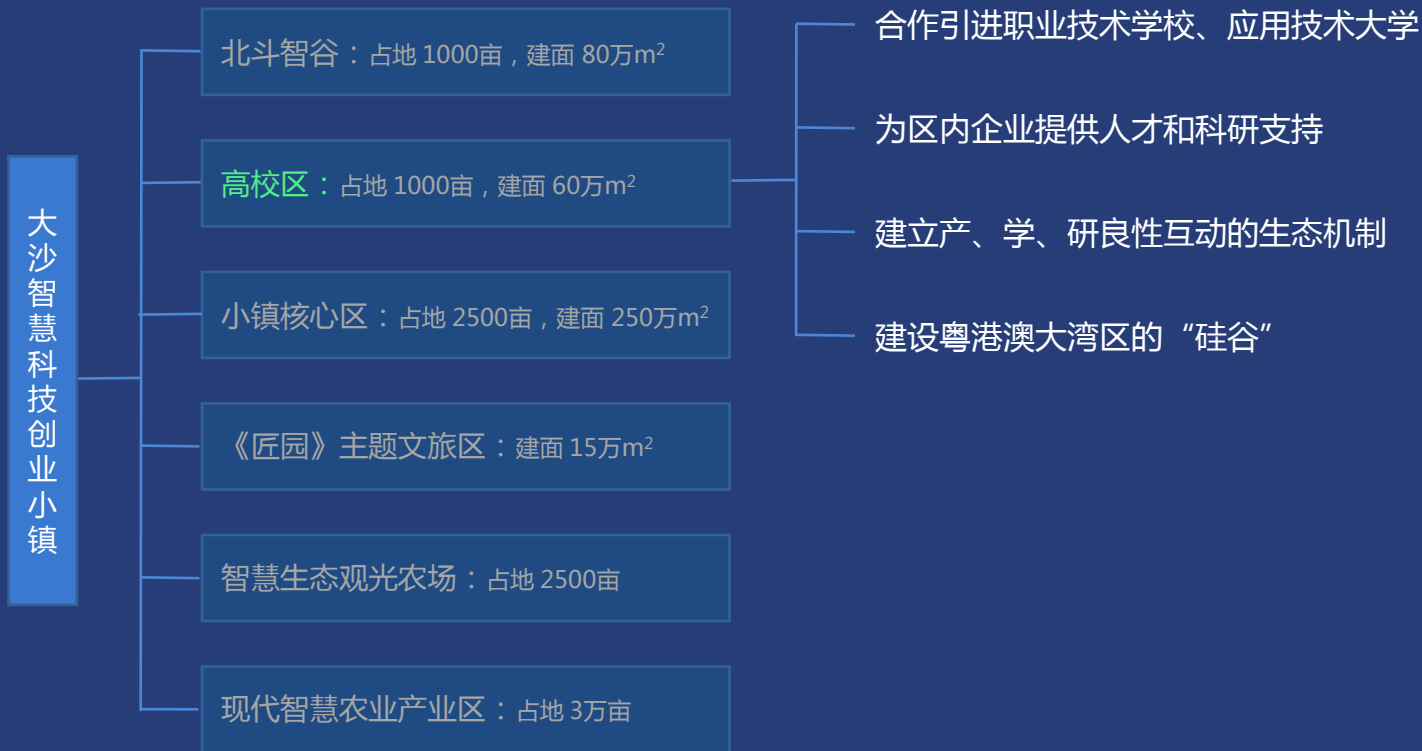 大沙智慧科技创业小镇
北斗智谷：占地 1000亩，建面 80万m²
高校区：占地 1000亩，建面 60万m²
小镇核心区：占地 2500亩，建面 250万m²
《匠园》主题文旅区：建面 15万m²
智慧生态观光农场：占地 2500亩
现代智慧农业产业区：占地 3万亩
合作引进职业技术学校、应用技术大学
为区内企业提供人才和科研支持
建立产、学、研良性互动的生态机制
建设粤港澳大湾区的“硅谷”